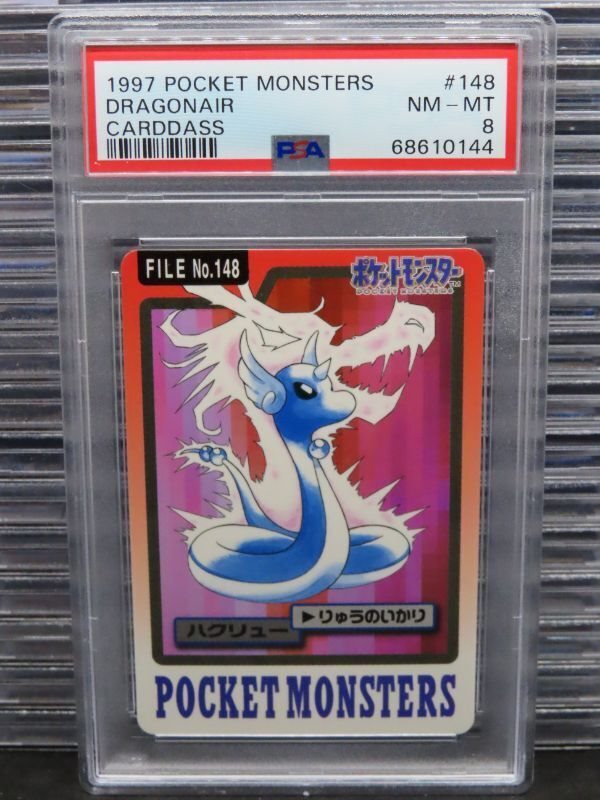 1997 POCKET MONSTERS #148
DRAGONAIR NM - MT
CARDDASS 8
PSA 68610144
FILE No.148
ポケットモンスター
POCKET MONSTERS
TM
▶りゅうのいかり
ハクリュー
POCKET MONSTERS